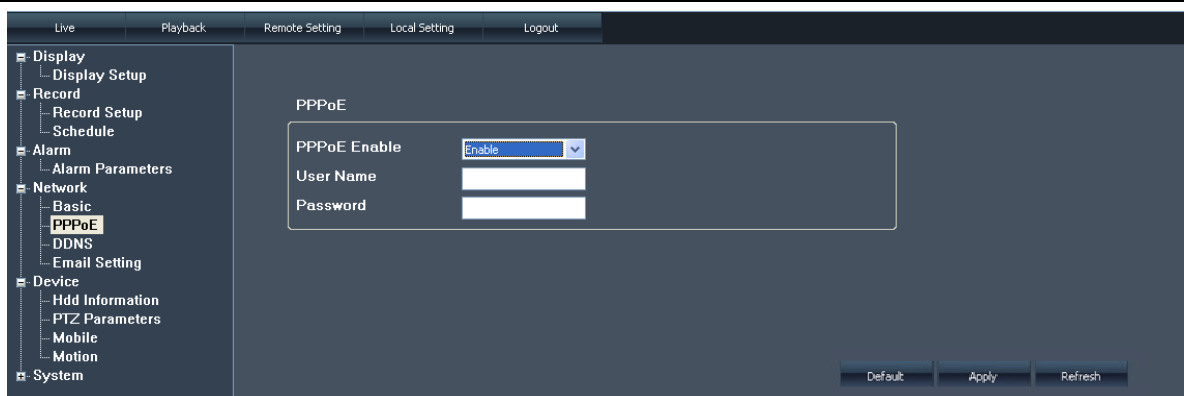 Live Playback Remote Setting Local Setting Logout
Display
Display Setup
Record
Record Setup
Schedule
Alarm
Alarm Parameters
Network
Basic
PPPoE
DDNS
Email Setting
Device
Hdd Information
PTZ Parameters
Mobile
Motion
System
PPPoE
PPPoE Enable Enable
User Name
Password
Default Apply Refresh